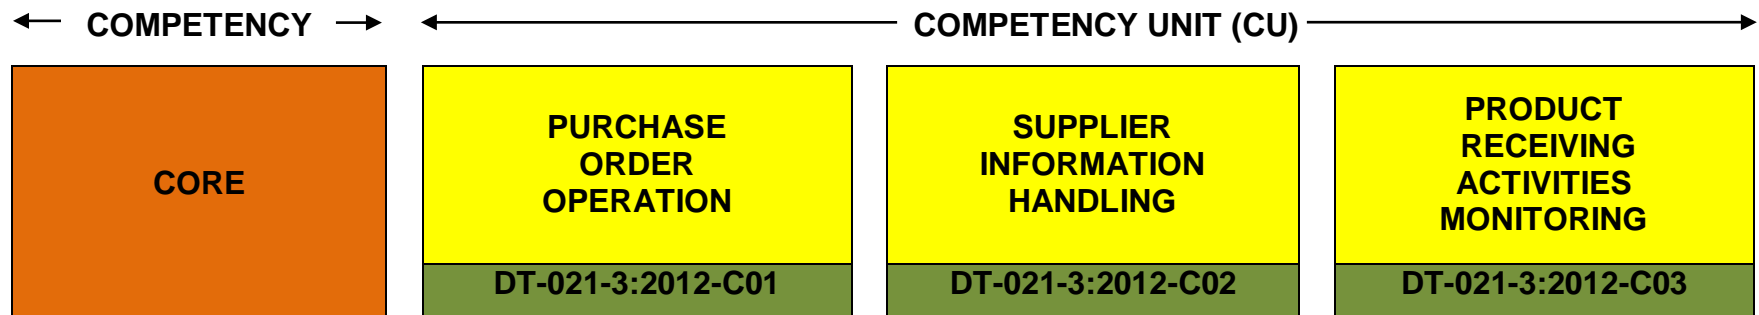 COMPETENCY
COMPETENCY UNIT (CU)
CORE
PURCHASE
ORDER
OPERATION
DT-021-3:2012-C01
SUPPLIER
INFORMATION
HANDLING
DT-021-3:2012-C02
PRODUCT
RECEIVING
ACTIVITIES
MONITORING
DT-021-3:2012-C03